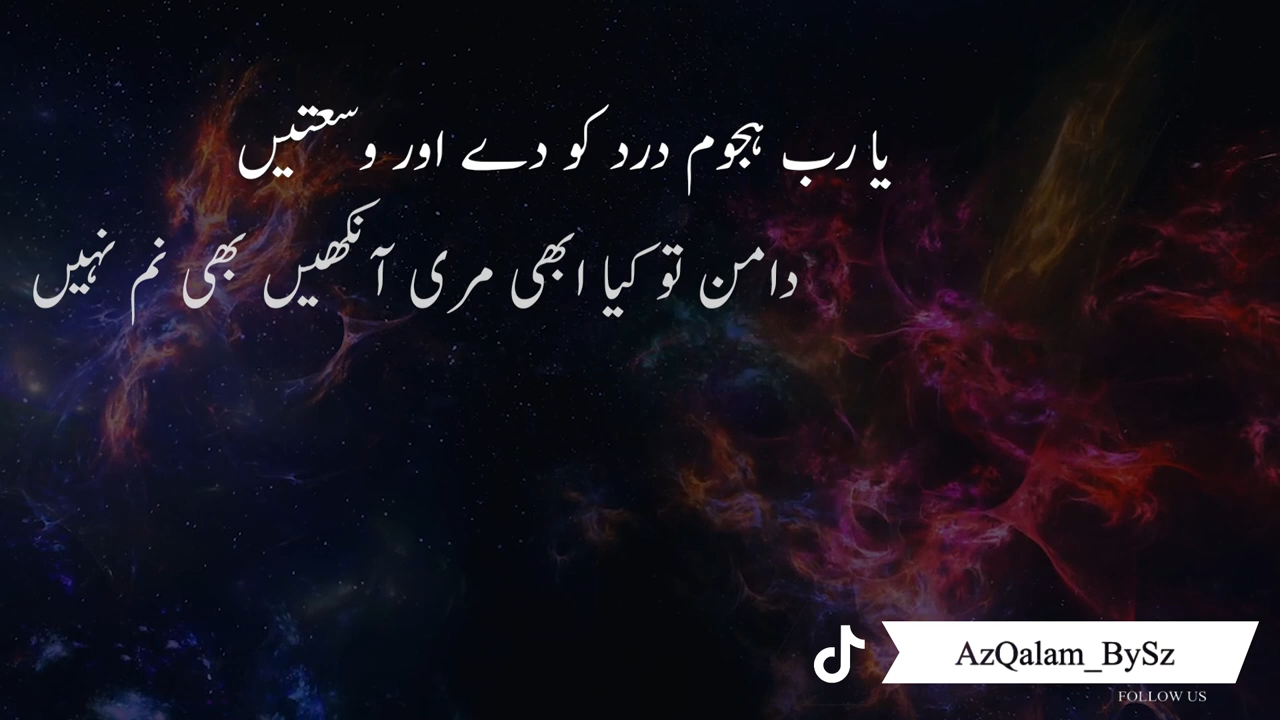 یا رب ہجوم درد کو دے اور وسعتیں
دامن تو کیا ابھی مری آنکھیں بھی نم نہیں
AzQalam_BySz
FOLLOW US